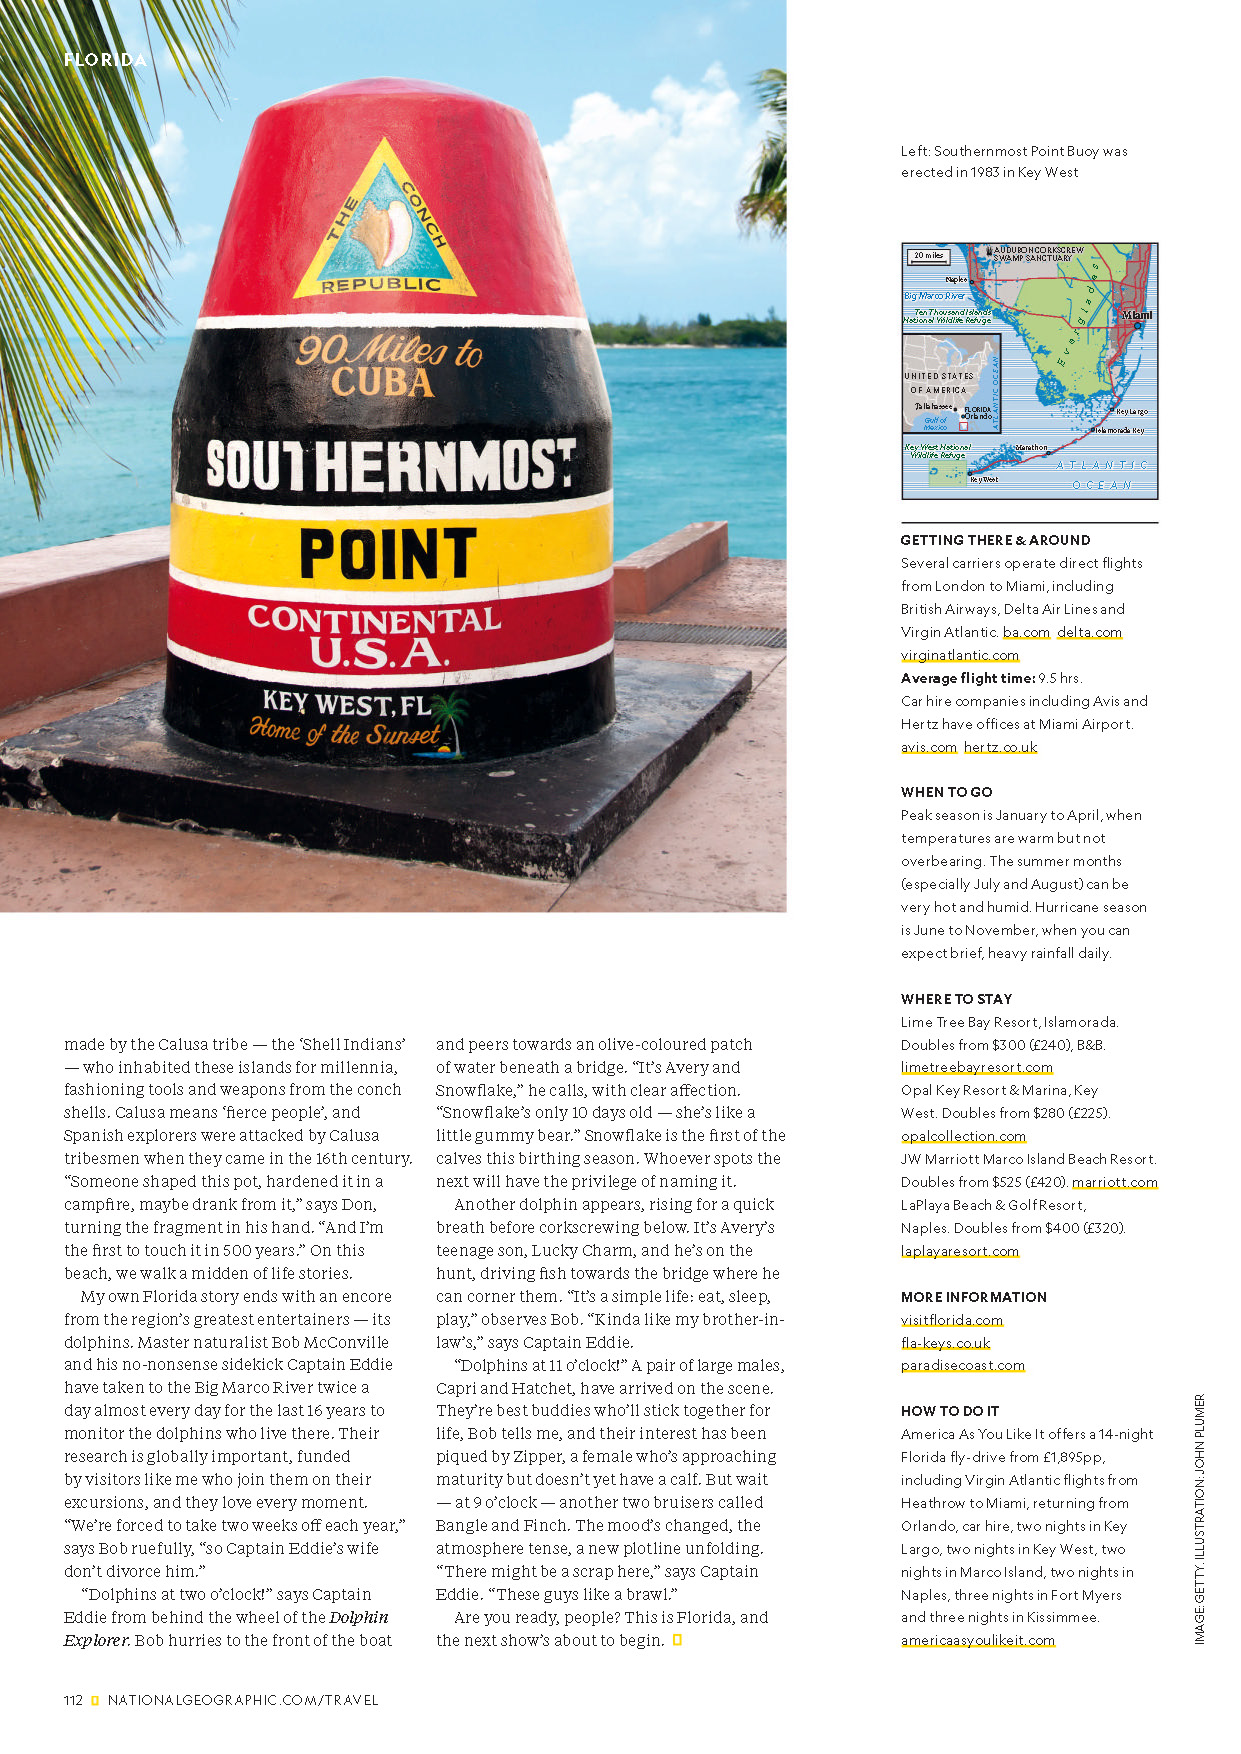 FLORIDA
THE CONCH
REPUBLIC
90 Miles to
CUBA
SOUTHERNMOST
POINT
CONTINENTAL
U.S.A.
KEY WEST, FL
Home of the Sunset
Left: Southernmost Point Buoy was
erected in 1983 in Key West
20 miles
AUDUBON CORKSCREW
SWAMP SANCTUARY
Naples
Big Marco River
Ten Thousand Islands
National Wildlife Refuge
Everglades
Miami
UNITED STATES
OF AMERICA
Tallahassee
FLORIDA
Orlando
Gulf of
Mexico
ATLANTIC OCEAN
Key Largo
Islamorada Key
Key West National
Wildlife Refuge
Marathon
Key West
ATLANTIC
OCEAN
GETTING THERE & AROUND
Several carriers operate direct flights
from London to Miami, including
British Airways, Delta Air Lines and
Virgin Atlantic. ba.com delta.com
virginatlantic.com
Average flight time: 9.5 hrs.
Car hire companies including Avis and
Hertz have offices at Miami Airport.
avis.com hertz.co.uk
WHEN TO GO
Peak season is January to April, when
temperatures are warm but not
overbearing. The summer months
(especially July and August) can be
very hot and humid. Hurricane season
is June to November, when you can
expect brief, heavy rainfall daily.
WHERE TO STAY
Lime Tree Bay Resort, Islamorada.
Doubles from $300 (£240), B&B.
limetreebayresort.com
Opal Key Resort & Marina, Key
West. Doubles from $280 (£225).
opalcollection.com
JW Marriott Marco Island Beach Resort.
Doubles from $525 (£420). marriott.com
LaPlaya Beach & Golf Resort,
Naples. Doubles from $400 (£320).
laplayaresort.com
MORE INFORMATION
visitflorida.com
fla-keys.co.uk
paradisecoast.com
HOW TO DO IT
America As You Like It offers a 14-night
Florida fly-drive from £1,895pp,
including Virgin Atlantic flights from
Heathrow to Miami, returning from
Orlando, car hire, two nights in Key
Largo, two nights in Key West, two
nights in Marco Island, two nights in
Naples, three nights in Fort Myers
and three nights in Kissimmee.
americaasyoulikeit.com
IMAGE: GETTY. ILLUSTRATION: JOHN PLUMER
made by the Calusa tribe — the ‘Shell Indians’
— who inhabited these islands for millennia,
fashioning tools and weapons from the conch
shells. Calusa means ‘fierce people’, and
Spanish explorers were attacked by Calusa
tribesmen when they came in the 16th century.
“Someone shaped this pot, hardened it in a
campfire, maybe drank from it,” says Don,
turning the fragment in his hand. “And I’m
the first to touch it in 500 years.” On this
beach, we walk a midden of life stories.
My own Florida story ends with an encore
from the region’s greatest entertainers — its
dolphins. Master naturalist Bob McConville
and his no-nonsense sidekick Captain Eddie
have taken to the Big Marco River twice a
day almost every day for the last 16 years to
monitor the dolphins who live there. Their
research is globally important, funded
by visitors like me who join them on their
excursions, and they love every moment.
“We’re forced to take two weeks off each year,”
says Bob ruefully, “so Captain Eddie’s wife
don’t divorce him.”
“Dolphins at two o’clock!” says Captain
Eddie from behind the wheel of the Dolphin
Explorer. Bob hurries to the front of the boat
and peers towards an olive-coloured patch
of water beneath a bridge. “It’s Avery and
Snowflake,” he calls, with clear affection.
“Snowflake’s only 10 days old — she’s like a
little gummy bear.” Snowflake is the first of the
calves this birthing season. Whoever spots the
next will have the privilege of naming it.
Another dolphin appears, rising for a quick
breath before corkscrewing below. It’s Avery’s
teenage son, Lucky Charm, and he’s on the
hunt, driving fish towards the bridge where he
can corner them. “It’s a simple life: eat, sleep,
play,” observes Bob. “Kinda like my brother-in-
law’s,” says Captain Eddie.
“Dolphins at 11 o’clock!” A pair of large males,
Capri and Hatchet, have arrived on the scene.
They’re best buddies who’ll stick together for
life, Bob tells me, and their interest has been
piqued by Zipper, a female who’s approaching
maturity but doesn’t yet have a calf. But wait
— at 9 o’clock — another two bruisers called
Bangle and Finch. The mood’s changed, the
atmosphere tense, a new plotline unfolding.
“There might be a scrap here,” says Captain
Eddie. “These guys like a brawl.”
Are you ready, people? This is Florida, and
the next show’s about to begin.
112 NATIONALGEOGRAPHIC.COM/TRAVEL